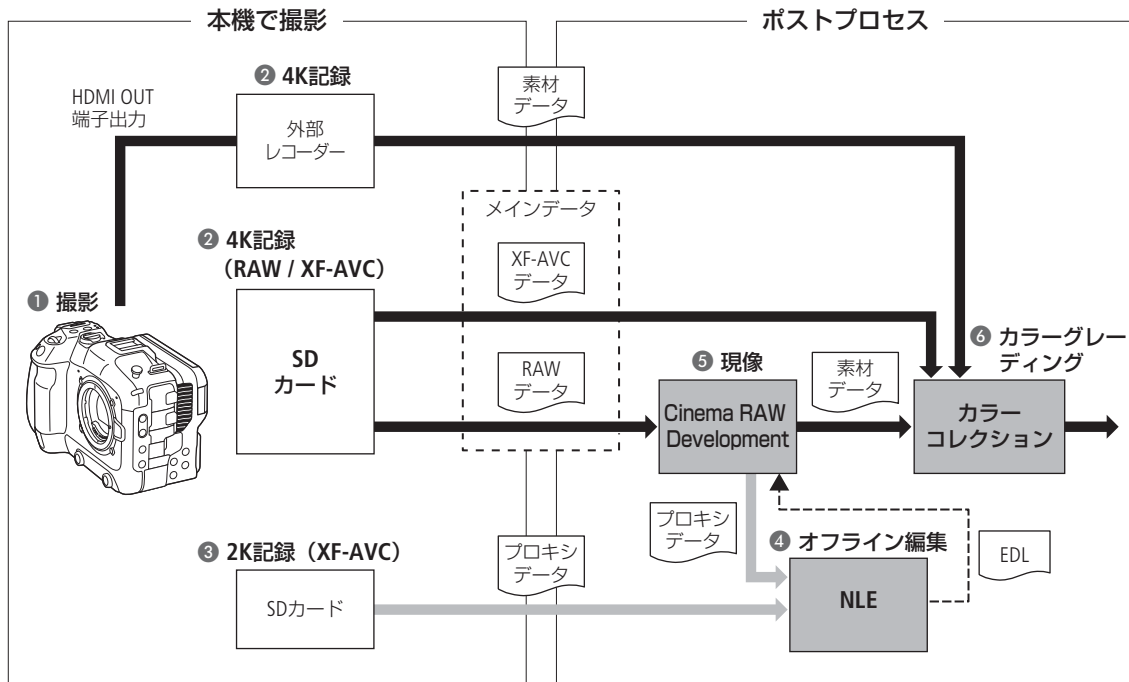 本機で撮影
ポストプロセス
❷ 4K記録
素材
データ
HDMI OUT
端子出力
外部
レコーダー
メインデータ
❷ 4K記録
（RAW / XF-AVC）
XF-AVC
データ
❶ 撮影
SD
カード
RAW
データ
❺ 現像
素材
データ
❻ カラーグレー
ディング
Cinema RAW
Development
カラー
コレクション
❸ 2K記録（XF-AVC）
プロキシ
データ
プロキシ
データ
❹ オフライン編集
EDL
SDカード
NLE